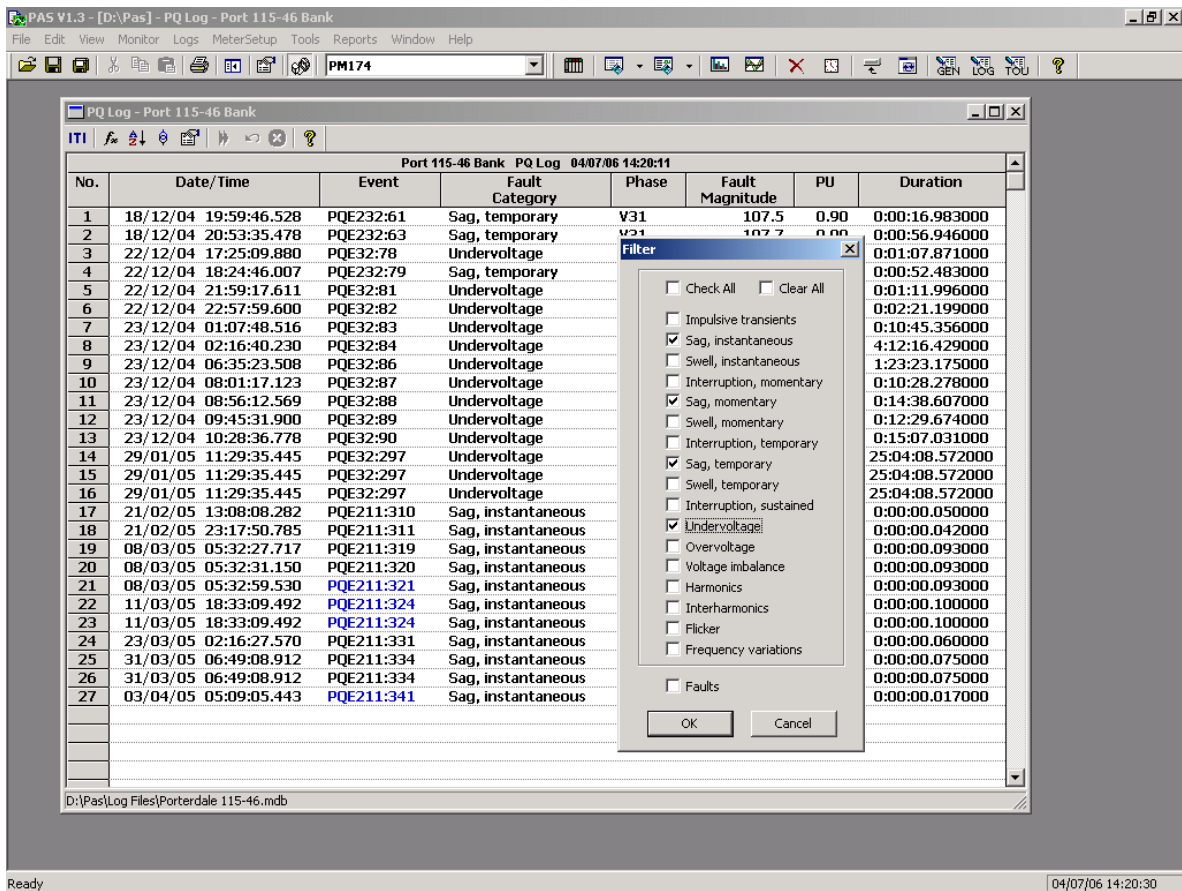 PAS V1.3 - [D:\Pas] - PQ Log - Port 115-46 Bank
File Edit View Monitor Logs MeterSetup Tools Reports Window Help
PM174
GEN LOG TOU
PQ Log - Port 115-46 Bank
ITI
Port 115-46 Bank PQ Log 04/07/06 14:20:11
No. Date/Time Event Fault Category Phase Fault Magnitude PU Duration
1 18/12/04 19:59:46.528 PQE232:61 Sag, temporary V31 107.5 0.90 0:00:16.983000
2 18/12/04 20:53:35.478 PQE232:63 Sag, temporary V31 107.7 0.90 0:00:56.946000
3 22/12/04 17:25:09.880 PQE32:78 Undervoltage 0:01:07.871000
4 22/12/04 18:24:46.007 PQE232:79 Sag, temporary 0:00:52.483000
5 22/12/04 21:59:17.611 PQE32:81 Undervoltage 0:01:11.996000
6 22/12/04 22:57:59.600 PQE32:82 Undervoltage 0:02:21.199000
7 23/12/04 01:07:48.516 PQE32:83 Undervoltage 0:10:45.356000
8 23/12/04 02:16:40.230 PQE32:84 Undervoltage 4:12:16.429000
9 23/12/04 06:35:23.508 PQE32:86 Undervoltage 1:23:23.175000
10 23/12/04 08:01:17.123 PQE32:87 Undervoltage 0:10:28.278000
11 23/12/04 08:56:12.569 PQE32:88 Undervoltage 0:14:38.607000
12 23/12/04 09:45:31.900 PQE32:89 Undervoltage 0:12:29.674000
13 23/12/04 10:28:36.778 PQE32:90 Undervoltage 0:15:07.031000
14 29/01/05 11:29:35.445 PQE32:297 Undervoltage 25:04:08.572000
15 29/01/05 11:29:35.445 PQE32:297 Undervoltage 25:04:08.572000
16 29/01/05 11:29:35.445 PQE32:297 Undervoltage 25:04:08.572000
17 21/02/05 13:08:08.282 PQE211:310 Sag, instantaneous 0:00:00.050000
18 21/02/05 23:17:50.785 PQE211:311 Sag, instantaneous 0:00:00.042000
19 08/03/05 05:32:27.717 PQE211:319 Sag, instantaneous 0:00:00.093000
20 08/03/05 05:32:31.150 PQE211:320 Sag, instantaneous 0:00:00.093000
21 08/03/05 05:32:59.530 PQE211:321 Sag, instantaneous 0:00:00.093000
22 11/03/05 18:33:09.492 PQE211:324 Sag, instantaneous 0:00:00.100000
23 11/03/05 18:33:09.492 PQE211:324 Sag, instantaneous 0:00:00.100000
24 23/03/05 02:16:27.570 PQE211:331 Sag, instantaneous 0:00:00.060000
25 31/03/05 06:49:08.912 PQE211:334 Sag, instantaneous 0:00:00.075000
26 31/03/05 06:49:08.912 PQE211:334 Sag, instantaneous 0:00:00.075000
27 03/04/05 05:09:05.443 PQE211:341 Sag, instantaneous 0:00:00.017000
Filter
Check All Clear All
Impulsive transients
Sag, instantaneous
Swell, instantaneous
Interruption, momentary
Sag, momentary
Swell, momentary
Interruption, temporary
Sag, temporary
Swell, temporary
Interruption, sustained
Undervoltage
Overvoltage
Voltage imbalance
Harmonics
Interharmonics
Flicker
Frequency variations
Faults
OK Cancel
D:\Pas\Log Files\Porterdale 115-46.mdb
Ready 04/07/06 14:20:30